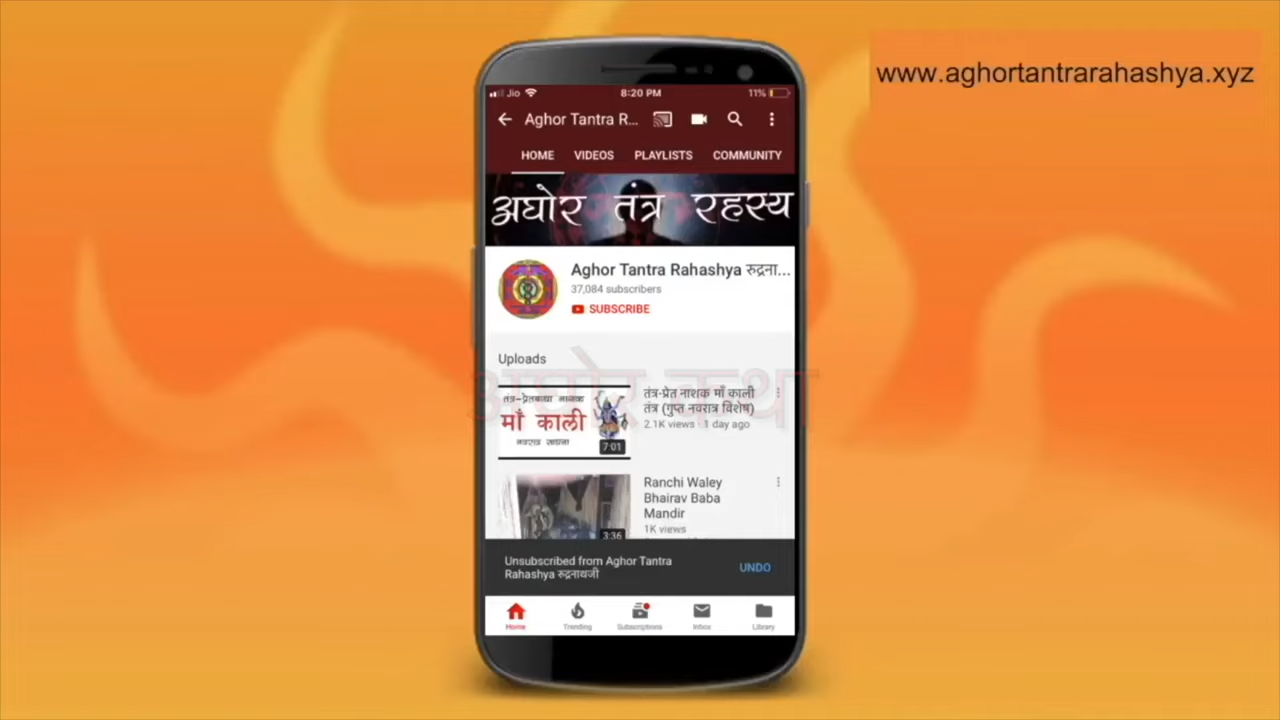 www.aghortantrarahashya.xyz
Jio
8:20 PM
11%
Aghor Tantra R...
HOME VIDEOS PLAYLISTS COMMUNITY
अघोर तंत्र रहस्य
Aghor Tantra Rahashya रुद्रना...
37,084 subscribers
SUBSCRIBE
Uploads
अघोर कथा
माँ काली
7:01
तंत्र-प्रेत नाशक माँ काली
तंत्र (गुप्त नवरात्र विशेष)
2.1K views · 1 day ago
Ranchi Waley
Bhairav Baba
Mandir
1K views
3:36
Unsubscribed from Aghor Tantra
Rahashya रुद्रनाथजी
UNDO
Home Trending Subscriptions Inbox Library